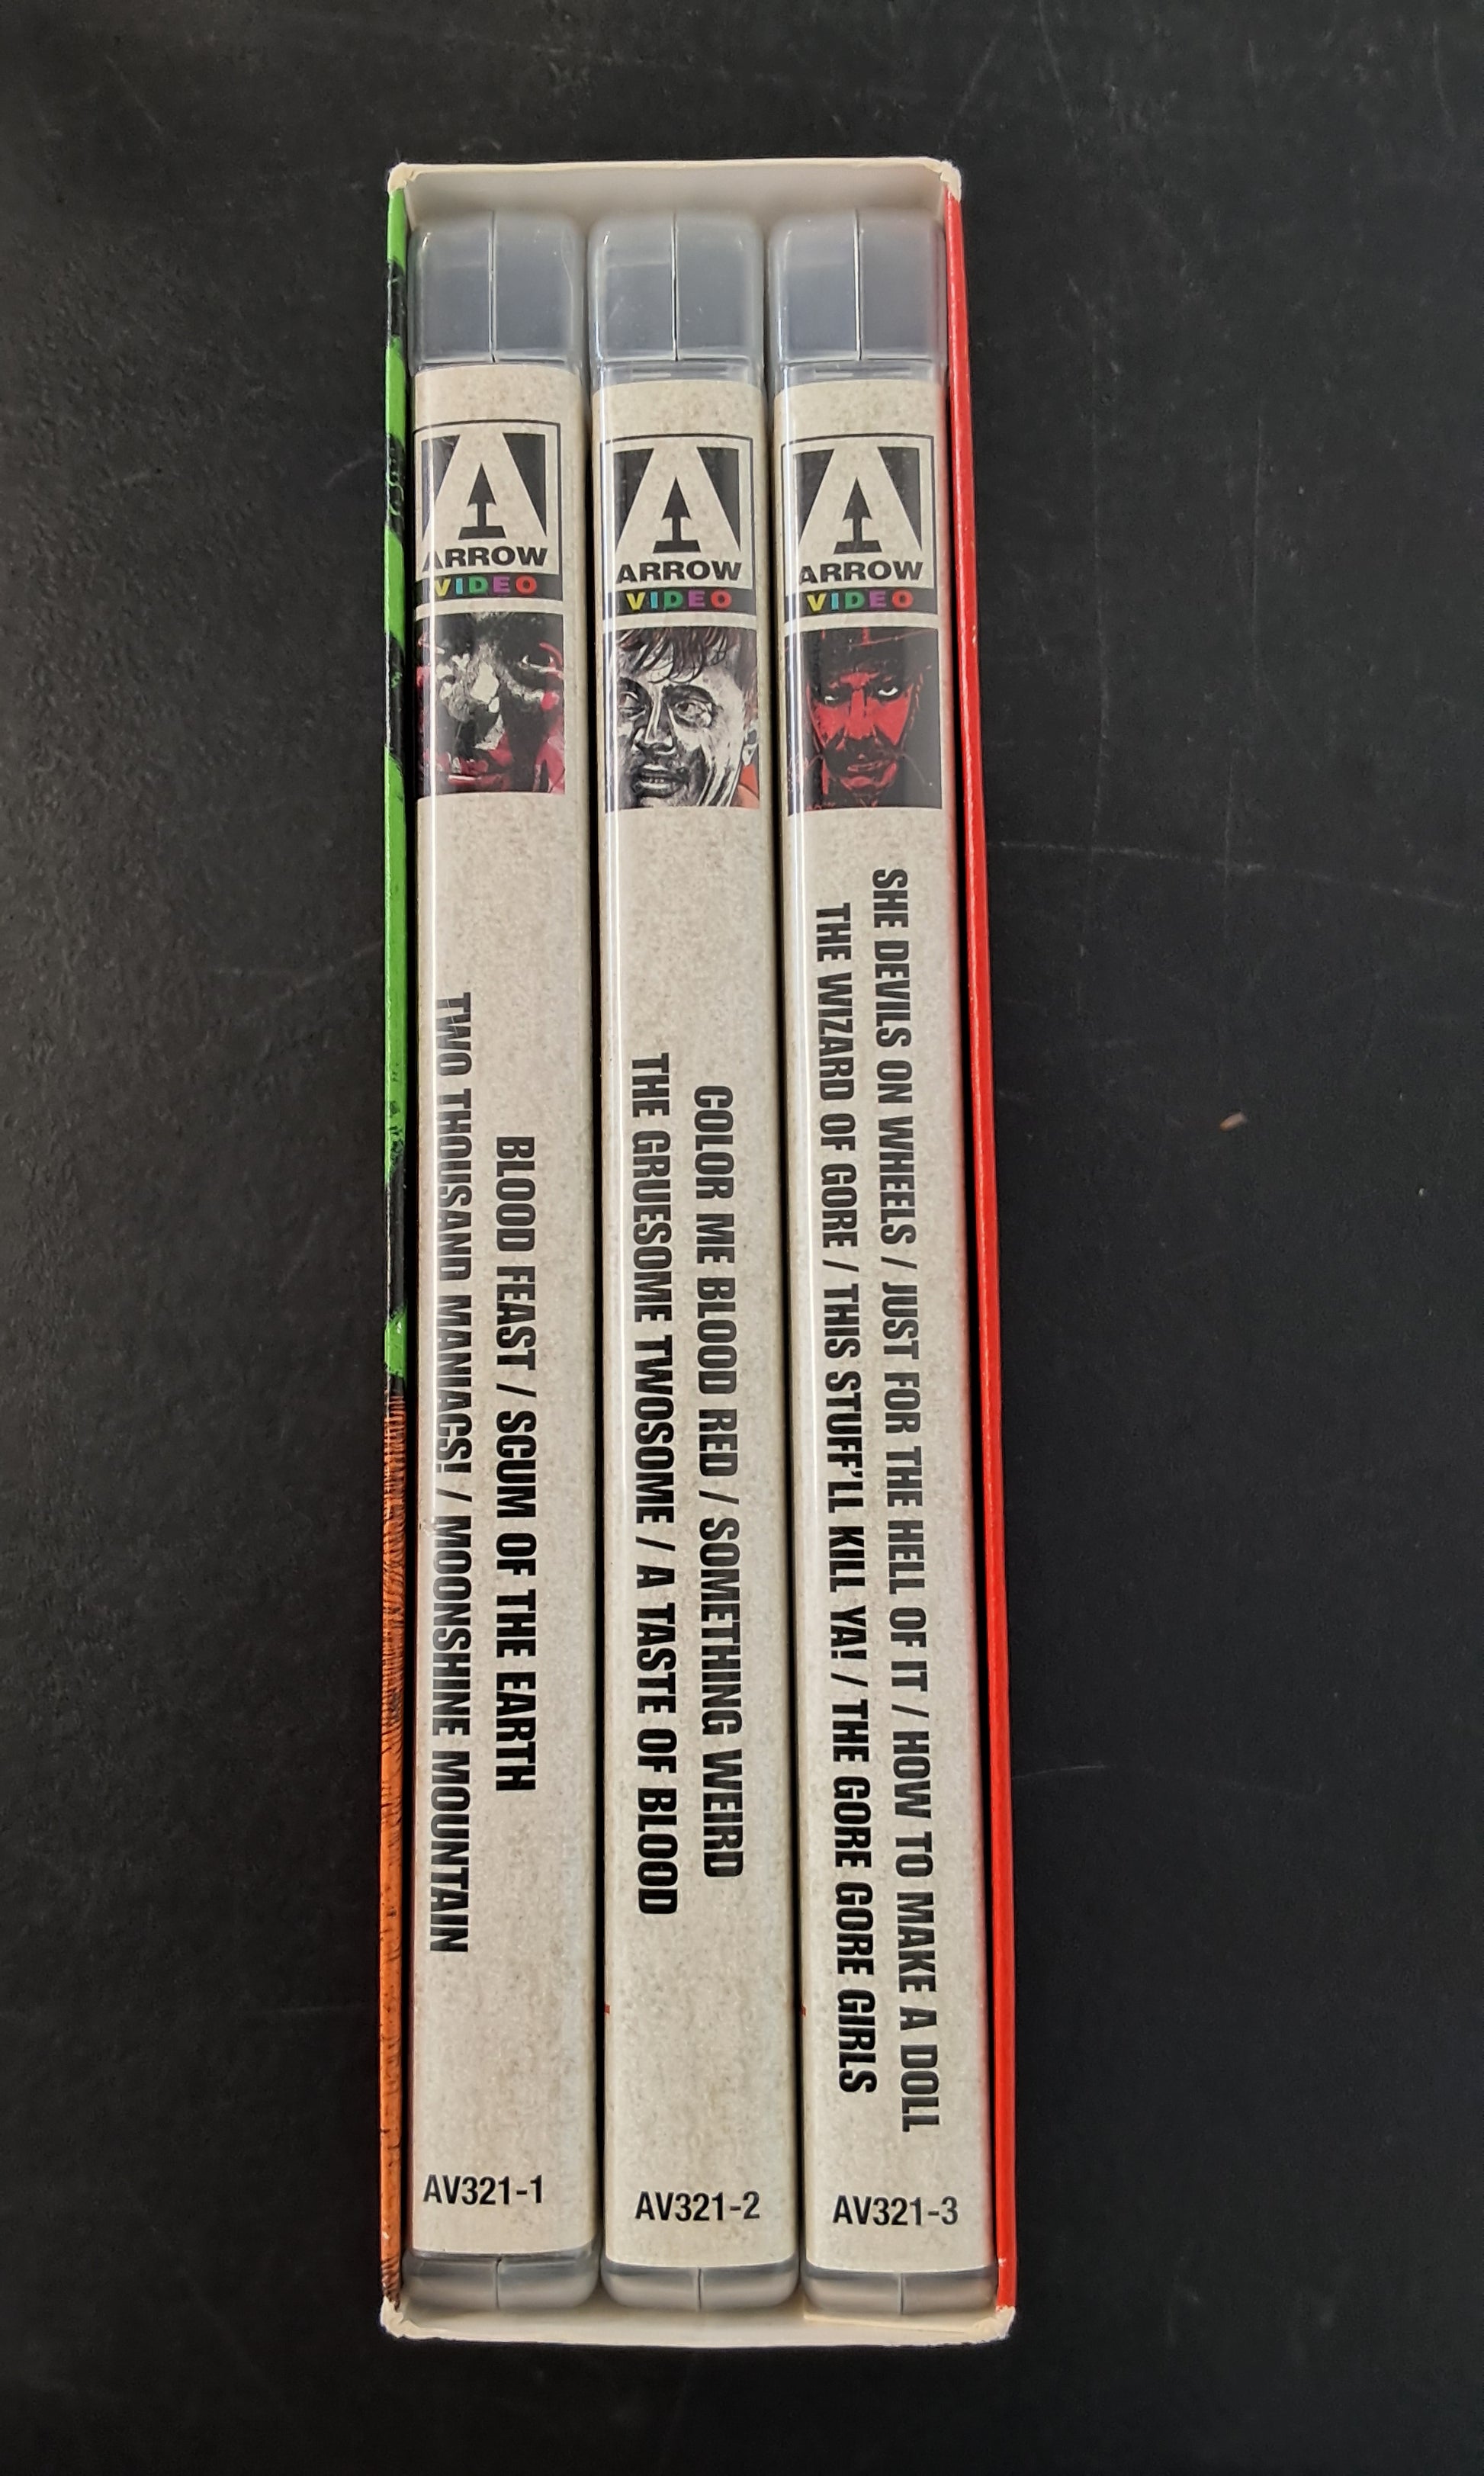 ARROW
VIDEO
BLOOD FEAST / SCUM OF THE EARTH
TWO THOUSAND MANIACS! / MOONSHINE MOUNTAIN
AV321-1
ARROW
VIDEO
COLOR ME BLOOD RED / SOMETHING WEIRD
THE GRUESOME TWOSOME / A TASTE OF BLOOD
AV321-2
ARROW
VIDEO
SHE DEVILS ON WHEELS / JUST FOR THE HELL OF IT / HOW TO MAKE A DOLL
THE WIZARD OF GORE / THIS STUFF'LL KILL YA! / THE GORE GORE GIRLS
AV321-3